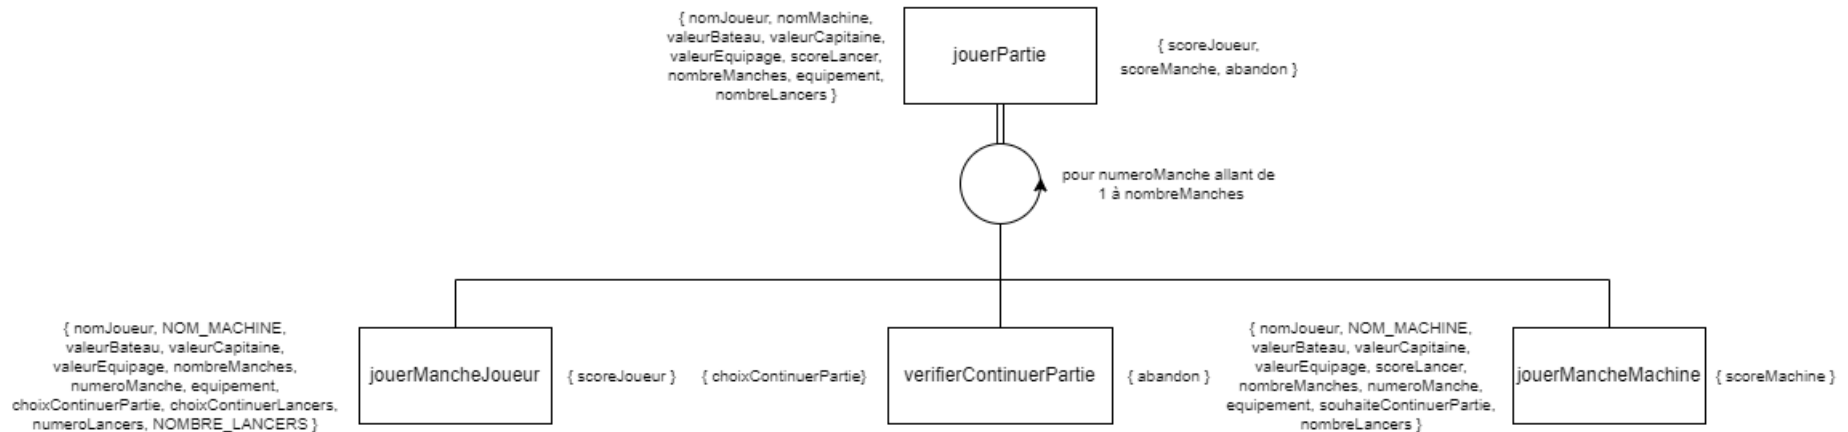 { nomJoueur, nomMachine,
valeurBateau, valeurCapitaine,
valeurEquipage, scoreLancer,
nombreManches, equipement,
nombreLancers }
jouerPartie
{ scoreJoueur,
scoreManche, abandon }
pour numeroManche allant de
1 à nombreManches
{ nomJoueur, NOM_MACHINE,
valeurBateau, valeurCapitaine,
valeurEquipage, nombreManches,
numeroManche, equipement,
choixContinuerPartie, choixContinuerLancers,
numeroLancers, NOMBRE_LANCERS }
jouerMancheJoueur
{ scoreJoueur }
{ choixContinuerPartie}
verifierContinuerPartie
{ abandon }
{ nomJoueur, NOM_MACHINE,
valeurBateau, valeurCapitaine,
valeurEquipage, scoreLancer,
nombreManches, numeroManche,
equipement, souhaiteContinuerPartie,
nombreLancers }
jouerMancheMachine
{ scoreMachine }